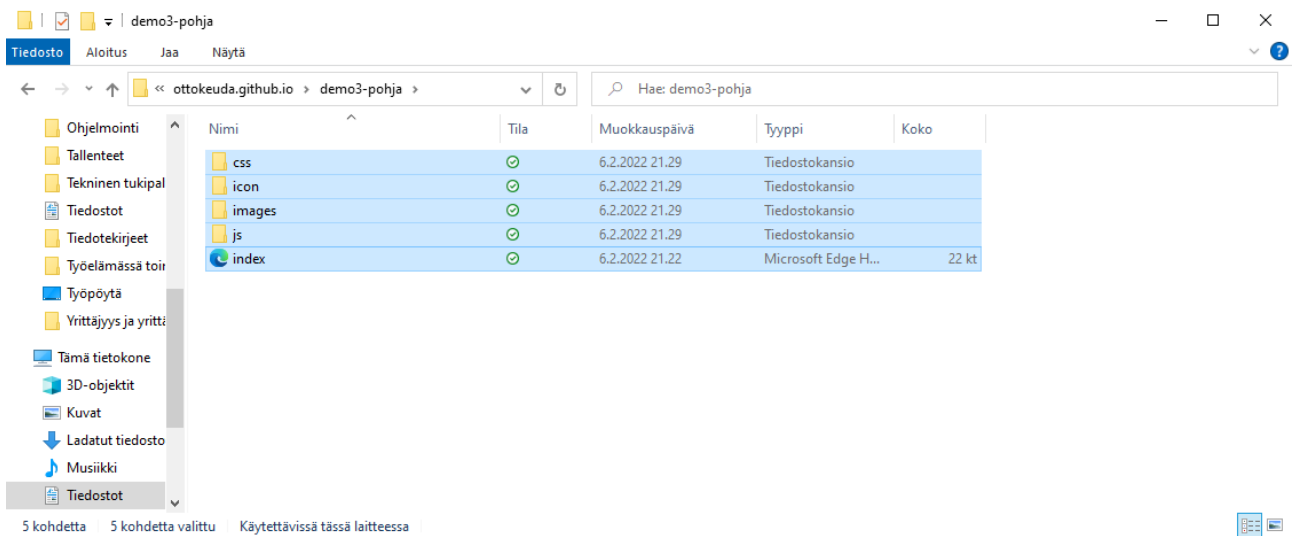 demo3-pohja
Tiedosto Aloitus Jaa Näytä
« ottokeuda.github.io › demo3-pohja › Hae: demo3-pohja
Nimi Tila Muokkauspäivä Tyyppi Koko
css 6.2.2022 21.29 Tiedostokansio
icon 6.2.2022 21.29 Tiedostokansio
images 6.2.2022 21.29 Tiedostokansio
js 6.2.2022 21.29 Tiedostokansio
index 6.2.2022 21.22 Microsoft Edge H... 22 kt
Ohjelmointi
Tallenteet
Tekninen tukipal
Tiedostot
Tiedotekirjeet
Työelämässä toin
Työpöytä
Yrittäjyys ja yrittä
Tämä tietokone
3D-objektit
Kuvat
Ladatut tiedosto
Musiikki
Tiedostot
5 kohdetta 5 kohdetta valittu Käytettävissä tässä laitteessa